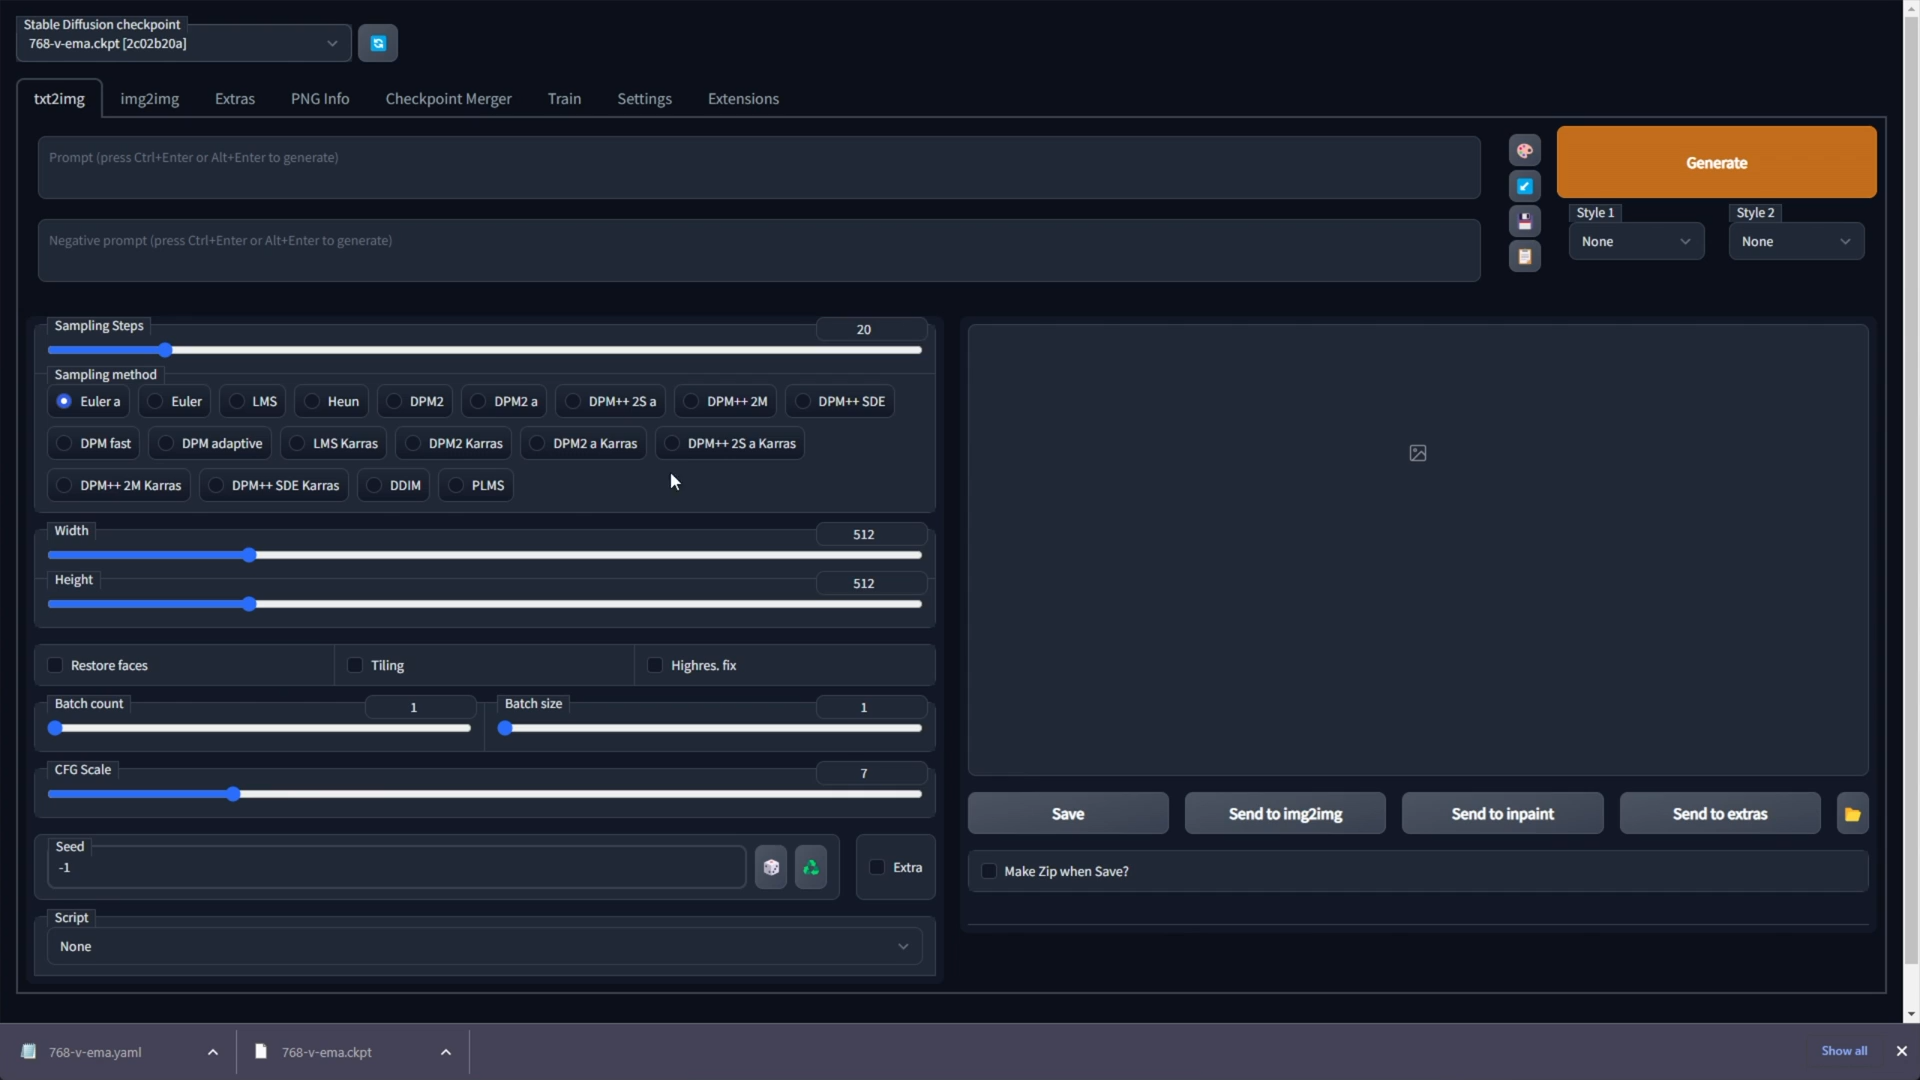 Stable Diffusion checkpoint
768-v-ema.ckpt [2c02b20a]
txt2img img2img Extras PNG Info Checkpoint Merger Train Settings Extensions
Prompt (press Ctrl+Enter or Alt+Enter to generate)
Generate
Style 1 Style 2
None None
Negative prompt (press Ctrl+Enter or Alt+Enter to generate)
Sampling Steps 20
Sampling method
Euler a Euler LMS Heun DPM2 DPM2 a DPM++ 2S a DPM++ 2M DPM++ SDE
DPM fast DPM adaptive LMS Karras DPM2 Karras DPM2 a Karras DPM++ 2S a Karras
DPM++ 2M Karras DPM++ SDE Karras DDIM PLMS
Width 512
Height 512
Restore faces Tiling Highres. fix
Batch count 1 Batch size 1
CFG Scale 7
Seed
-1
Extra
Script
None
Save Send to img2img Send to inpaint Send to extras
Make Zip when Save?
768-v-ema.yaml 768-v-ema.ckpt Show all